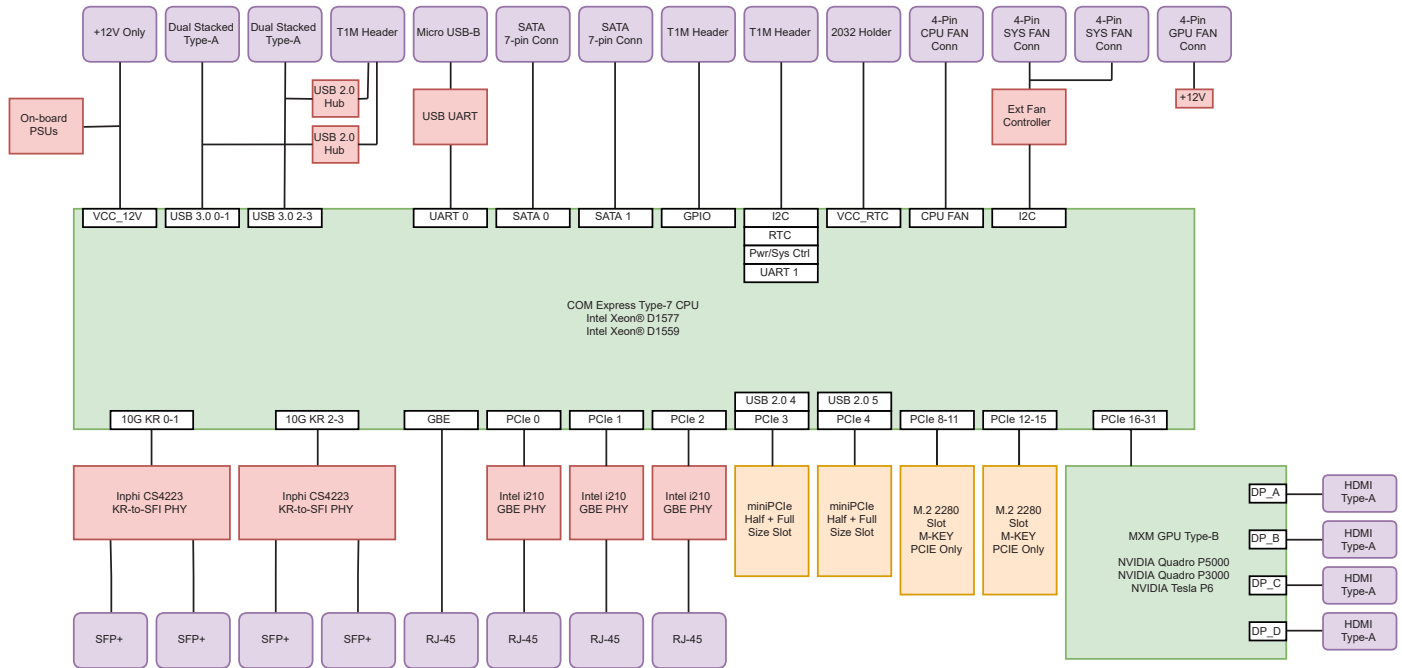 +12V Only
Dual Stacked
Type-A
Dual Stacked
Type-A
T1M Header
Micro USB-B
SATA
7-pin Conn
SATA
7-pin Conn
T1M Header
T1M Header
2032 Holder
4-Pin
CPU FAN
Conn
4-Pin
SYS FAN
Conn
4-Pin
SYS FAN
Conn
4-Pin
GPU FAN
Conn
On-board
PSUs
USB 2.0
Hub
USB 2.0
Hub
USB UART
Ext Fan
Controller
+12V
VCC_12V
USB 3.0 0-1
USB 3.0 2-3
UART 0
SATA 0
SATA 1
GPIO
I2C
RTC
Pwr/Sys Ctrl
UART 1
VCC_RTC
CPU FAN
I2C
COM Express Type-7 CPU
Intel Xeon® D1577
Intel Xeon® D1559
10G KR 0-1
10G KR 2-3
GBE
PCIe 0
PCIe 1
PCIe 2
USB 2.0 4
PCIe 3
USB 2.0 5
PCIe 4
PCIe 8-11
PCIe 12-15
PCIe 16-31
Inphi CS4223
KR-to-SFI PHY
Inphi CS4223
KR-to-SFI PHY
Intel i210
GBE PHY
Intel i210
GBE PHY
Intel i210
GBE PHY
miniPCIe
Half + Full
Size Slot
miniPCIe
Half + Full
Size Slot
M.2 2280
Slot
M-KEY
PCIE Only
M.2 2280
Slot
M-KEY
PCIE Only
MXM GPU Type-B
NVIDIA Quadro P5000
NVIDIA Quadro P3000
NVIDIA Tesla P6
DP_A
DP_B
DP_C
DP_D
HDMI
Type-A
HDMI
Type-A
HDMI
Type-A
HDMI
Type-A
SFP+
SFP+
SFP+
SFP+
RJ-45
RJ-45
RJ-45
RJ-45